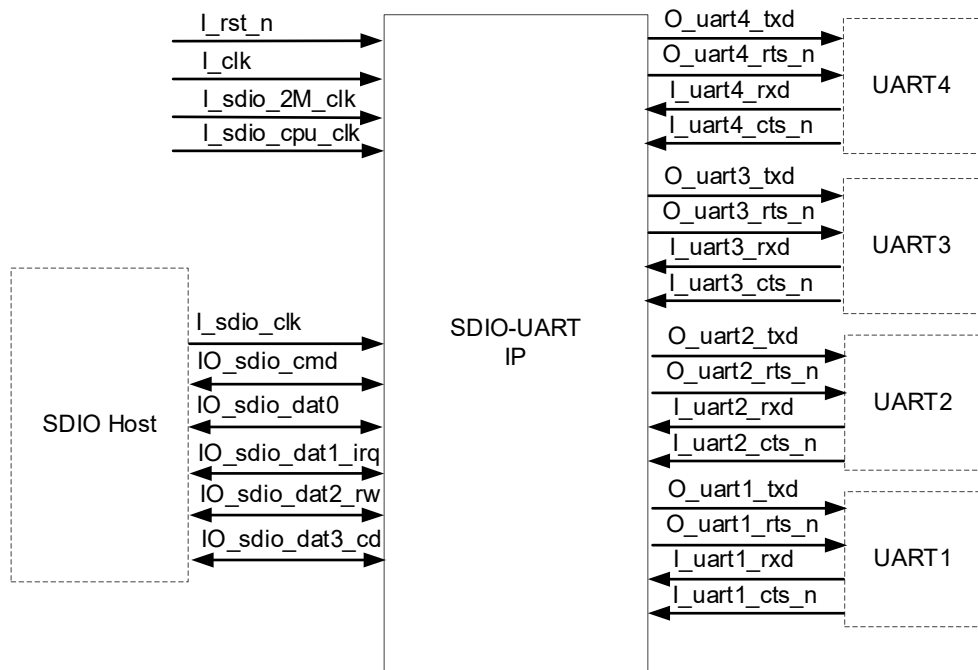 I_rst_n
I_clk
I_sdio_2M_clk
I_sdio_cpu_clk
SDIO Host
I_sdio_clk
IO_sdio_cmd
IO_sdio_dat0
IO_sdio_dat1_irq
IO_sdio_dat2_rw
IO_sdio_dat3_cd
SDIO-UART
IP
O_uart4_txd
O_uart4_rts_n
I_uart4_rxd
I_uart4_cts_n
UART4
O_uart3_txd
O_uart3_rts_n
I_uart3_rxd
I_uart3_cts_n
UART3
O_uart2_txd
O_uart2_rts_n
I_uart2_rxd
I_uart2_cts_n
UART2
O_uart1_txd
O_uart1_rts_n
I_uart1_rxd
I_uart1_cts_n
UART1